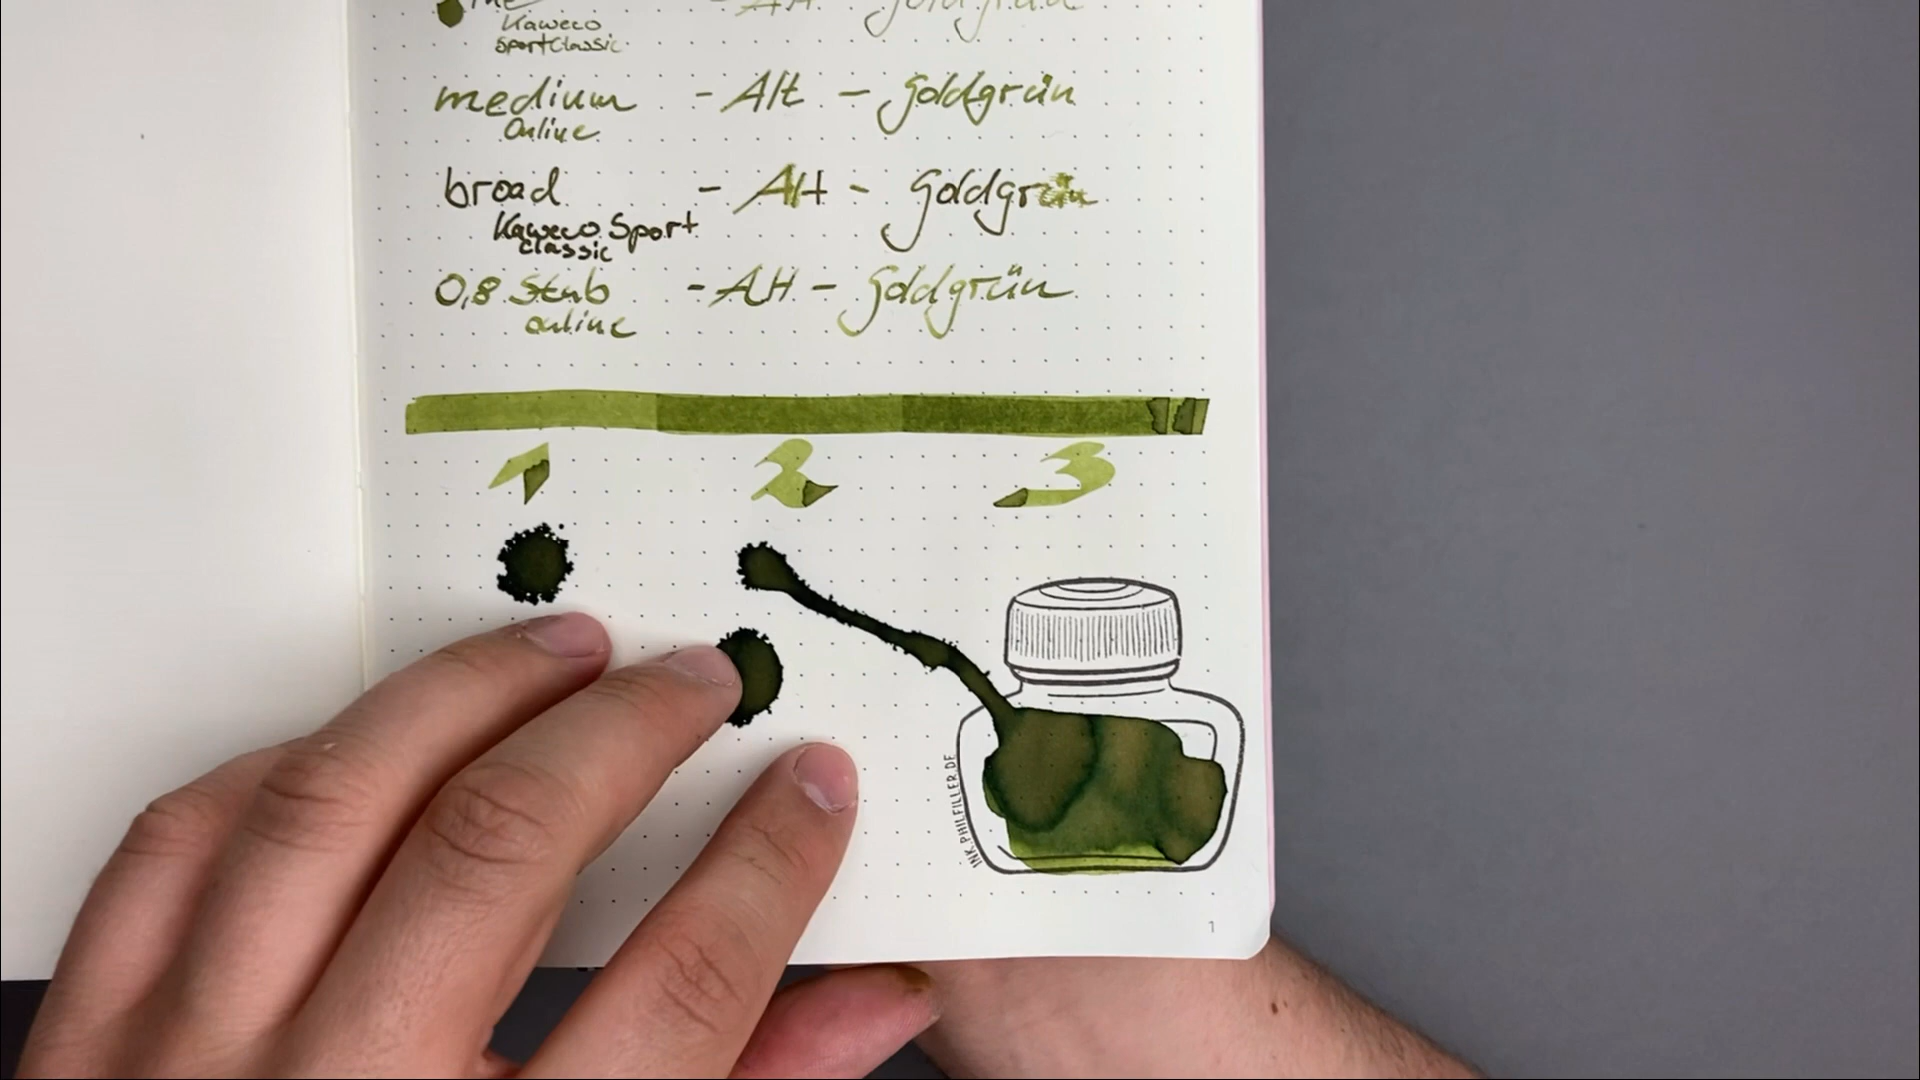 Kaweco
Sport Classic
medium - Alt - Goldgrün
Online
broad - Alt - Goldgrün
Kaweco Sport
Classic
0,8 Stub - Alt - Goldgrün
online
1 2 3
INK.PHILFILLER.DE
1